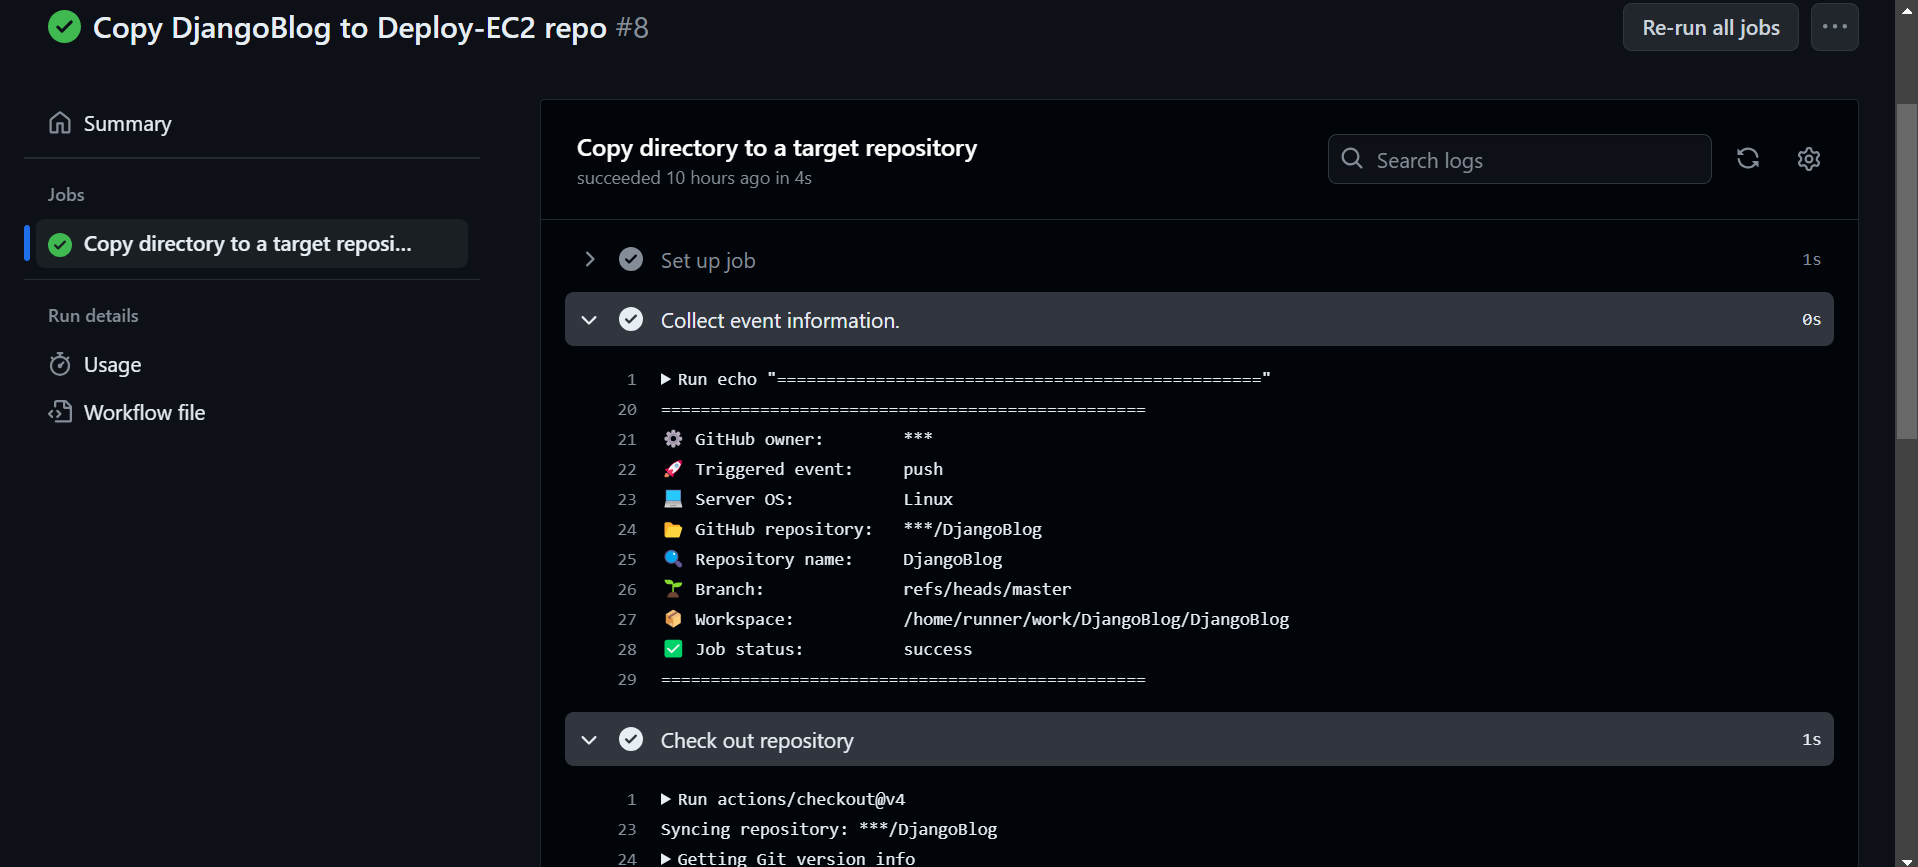 Copy DjangoBlog to Deploy-EC2 repo #8
Re-run all jobs
Summary
Jobs
Copy directory to a target reposi...
Run details
Usage
Workflow file
Copy directory to a target repository
succeeded 10 hours ago in 4s
Search logs
Set up job 1s
Collect event information. 0s
1 Run echo "================================================="
20 =================================================
21 GitHub owner: ***
22 Triggered event: push
23 Server OS: Linux
24 GitHub repository: ***/DjangoBlog
25 Repository name: DjangoBlog
26 Branch: refs/heads/master
27 Workspace: /home/runner/work/DjangoBlog/DjangoBlog
28 Job status: success
29 =================================================
Check out repository 1s
1 Run actions/checkout@v4
23 Syncing repository: ***/DjangoBlog
24 Getting Git version info